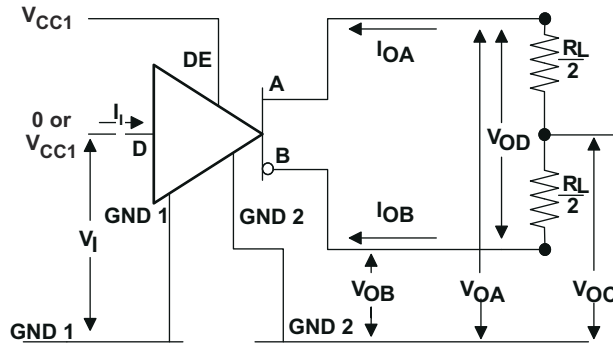 VCC1
DE
IOA
A
RL
2
0 or
VCC1
II
D
VOD
B
RL
2
GND 1
GND 2
IOB
VI
VOB
VOA
VOC
GND 1
GND 2